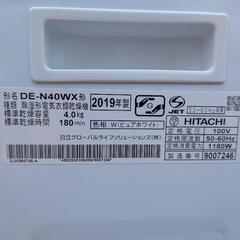 形名 DE-N40WX形
種類 除湿形電気衣類乾燥機
標準乾燥容量 4.0kg
標準乾燥時間 180min
2019年製
色相 W(ピュアホワイト)
日立グローバルライフソリューションズ(株)
S JET
HITACHI
定格電圧 100V
定格周波数 50-60Hz
定格消費電力 1180W
製造番号 9007246